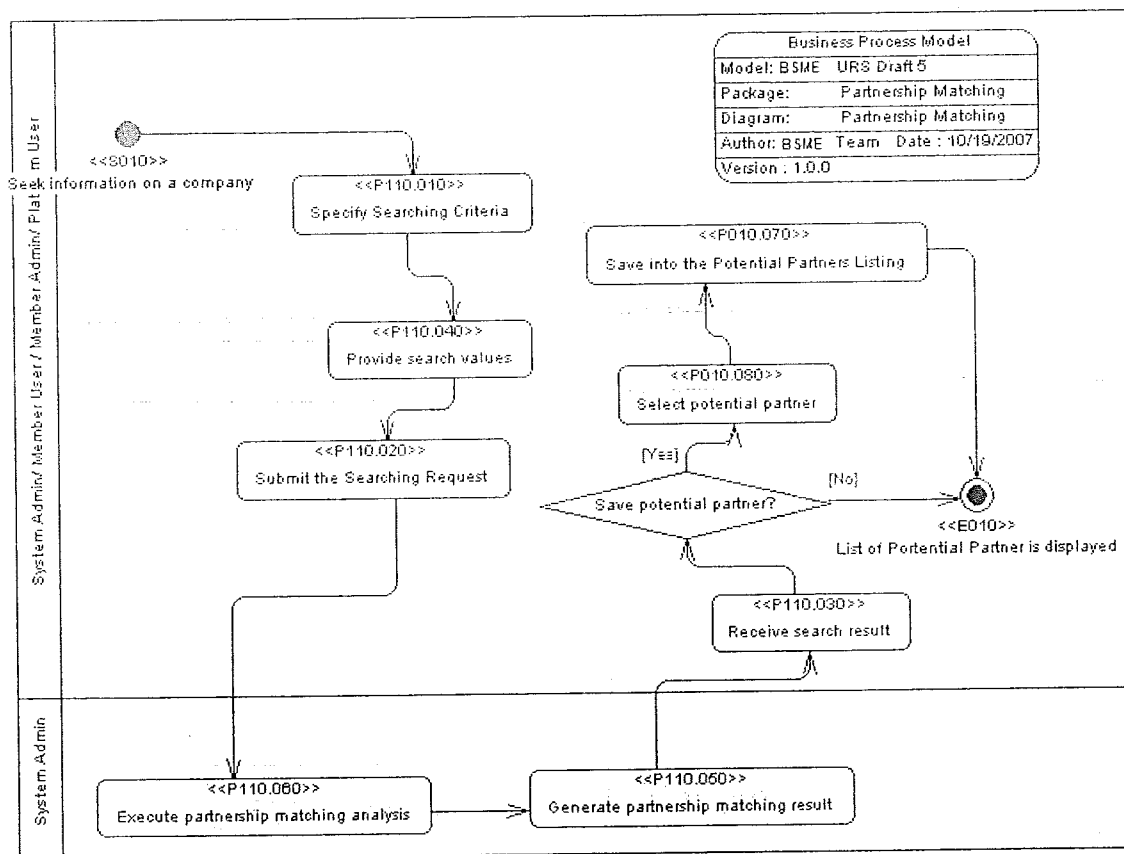 Business Process Model
Model: BSME URS Draft 5
Package: Partnership Matching
Diagram: Partnership Matching
Author: BSME Team Date : 10/19/2007
Version : 1.0.0
System Admin/ Member User / Member Admin/ Platform User
<<S010>>
Seek information on a company
<<P110.010>>
Specify Searching Criteria
<<P110.040>>
Provide search values
<<P110.020>>
Submit the Searching Request
<<P010.070>>
Save into the Potential Partners Listing
<<P010.080>>
Select potential partner
[Yes]
Save potential partner?
[No]
<<E010>>
List of Portential Partner is displayed
<<P110.030>>
Receive search result
System Admin
<<P110.060>>
Execute partnership matching analysis
<<P110.050>>
Generate partnership matching result